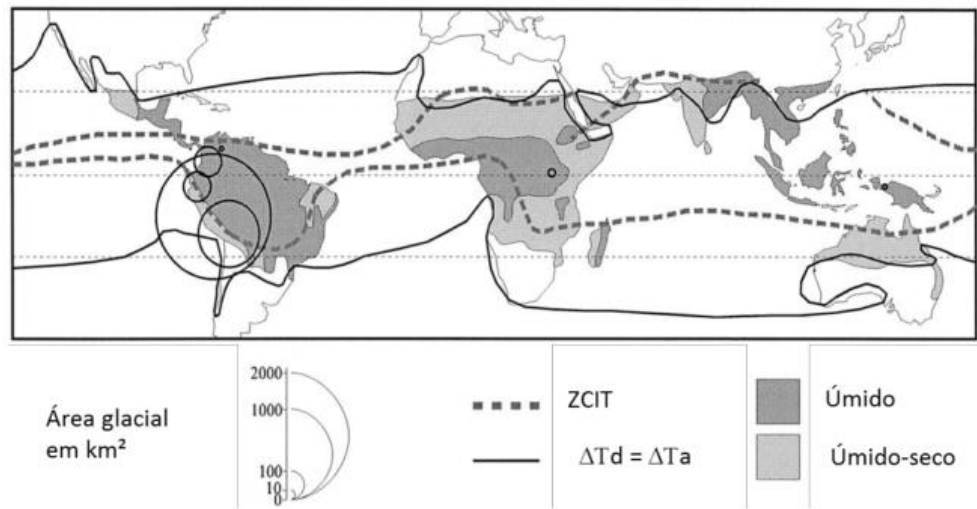 Área glacial
em km²
2000
1000
100
10
0
ZCIT
ΔTd = ΔTa
Úmido
Úmido-seco